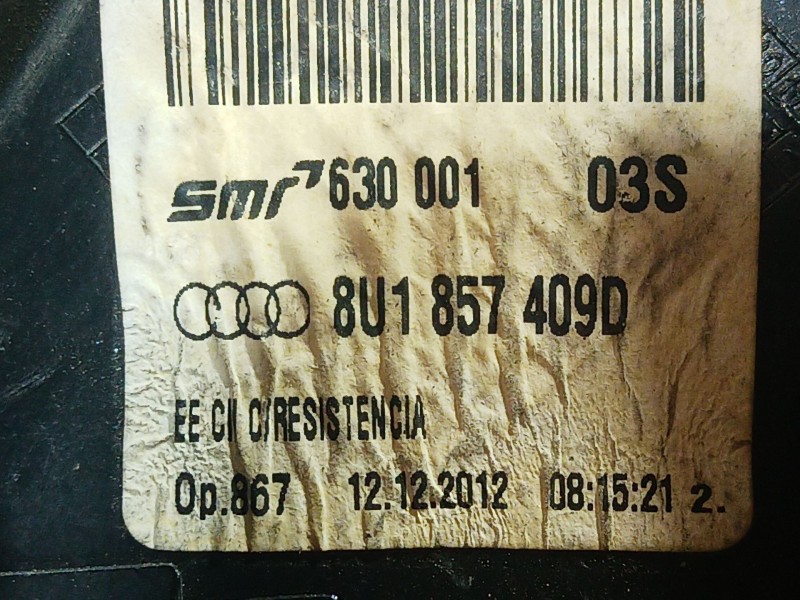 smr 630 001 03S
8U1 857 409D
EE CII C/RESISTENCIA
Op.867 12.12.2012 08:15:21 2.